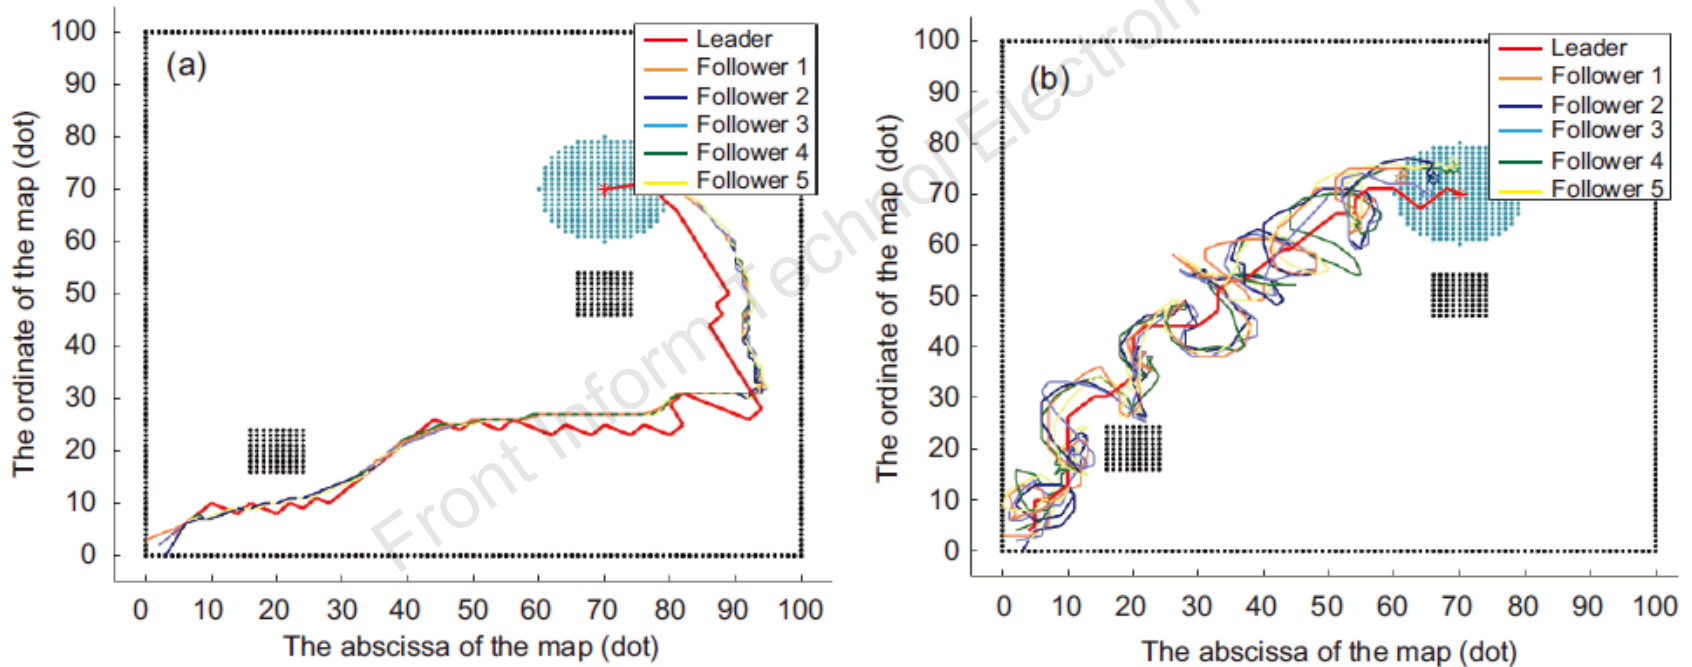 (a)
Leader
Follower 1
Follower 2
Follower 3
Follower 4
Follower 5
100
90
80
70
60
50
40
30
20
10
0
The ordinate of the map (dot)
0 10 20 30 40 50 60 70 80 90 100
The abscissa of the map (dot)
(b)
Leader
Follower 1
Follower 2
Follower 3
Follower 4
Follower 5
100
90
80
70
60
50
40
30
20
10
0
The ordinate of the map (dot)
0 10 20 30 40 50 60 70 80 90 100
The abscissa of the map (dot)
Front Inform Technol Electron